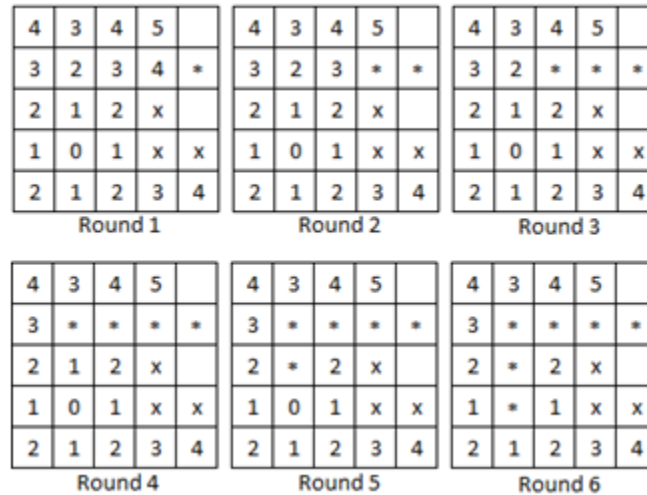 4 3 4 5 4 3 4 5 4 3 4 5
3 2 3 4 * 3 2 3 * * 3 2 * * *
2 1 2 x 2 1 2 x 2 1 2 x
1 0 1 x x 1 0 1 x x 1 0 1 x x
2 1 2 3 4 2 1 2 3 4 2 1 2 3 4
Round 1 Round 2 Round 3
4 3 4 5 4 3 4 5 4 3 4 5
3 * * * * 3 * * * * 3 * * * *
2 1 2 x 2 * 2 x 2 * 2 x
1 0 1 x x 1 0 1 x x 1 * 1 x x
2 1 2 3 4 2 1 2 3 4 2 1 2 3 4
Round 4 Round 5 Round 6